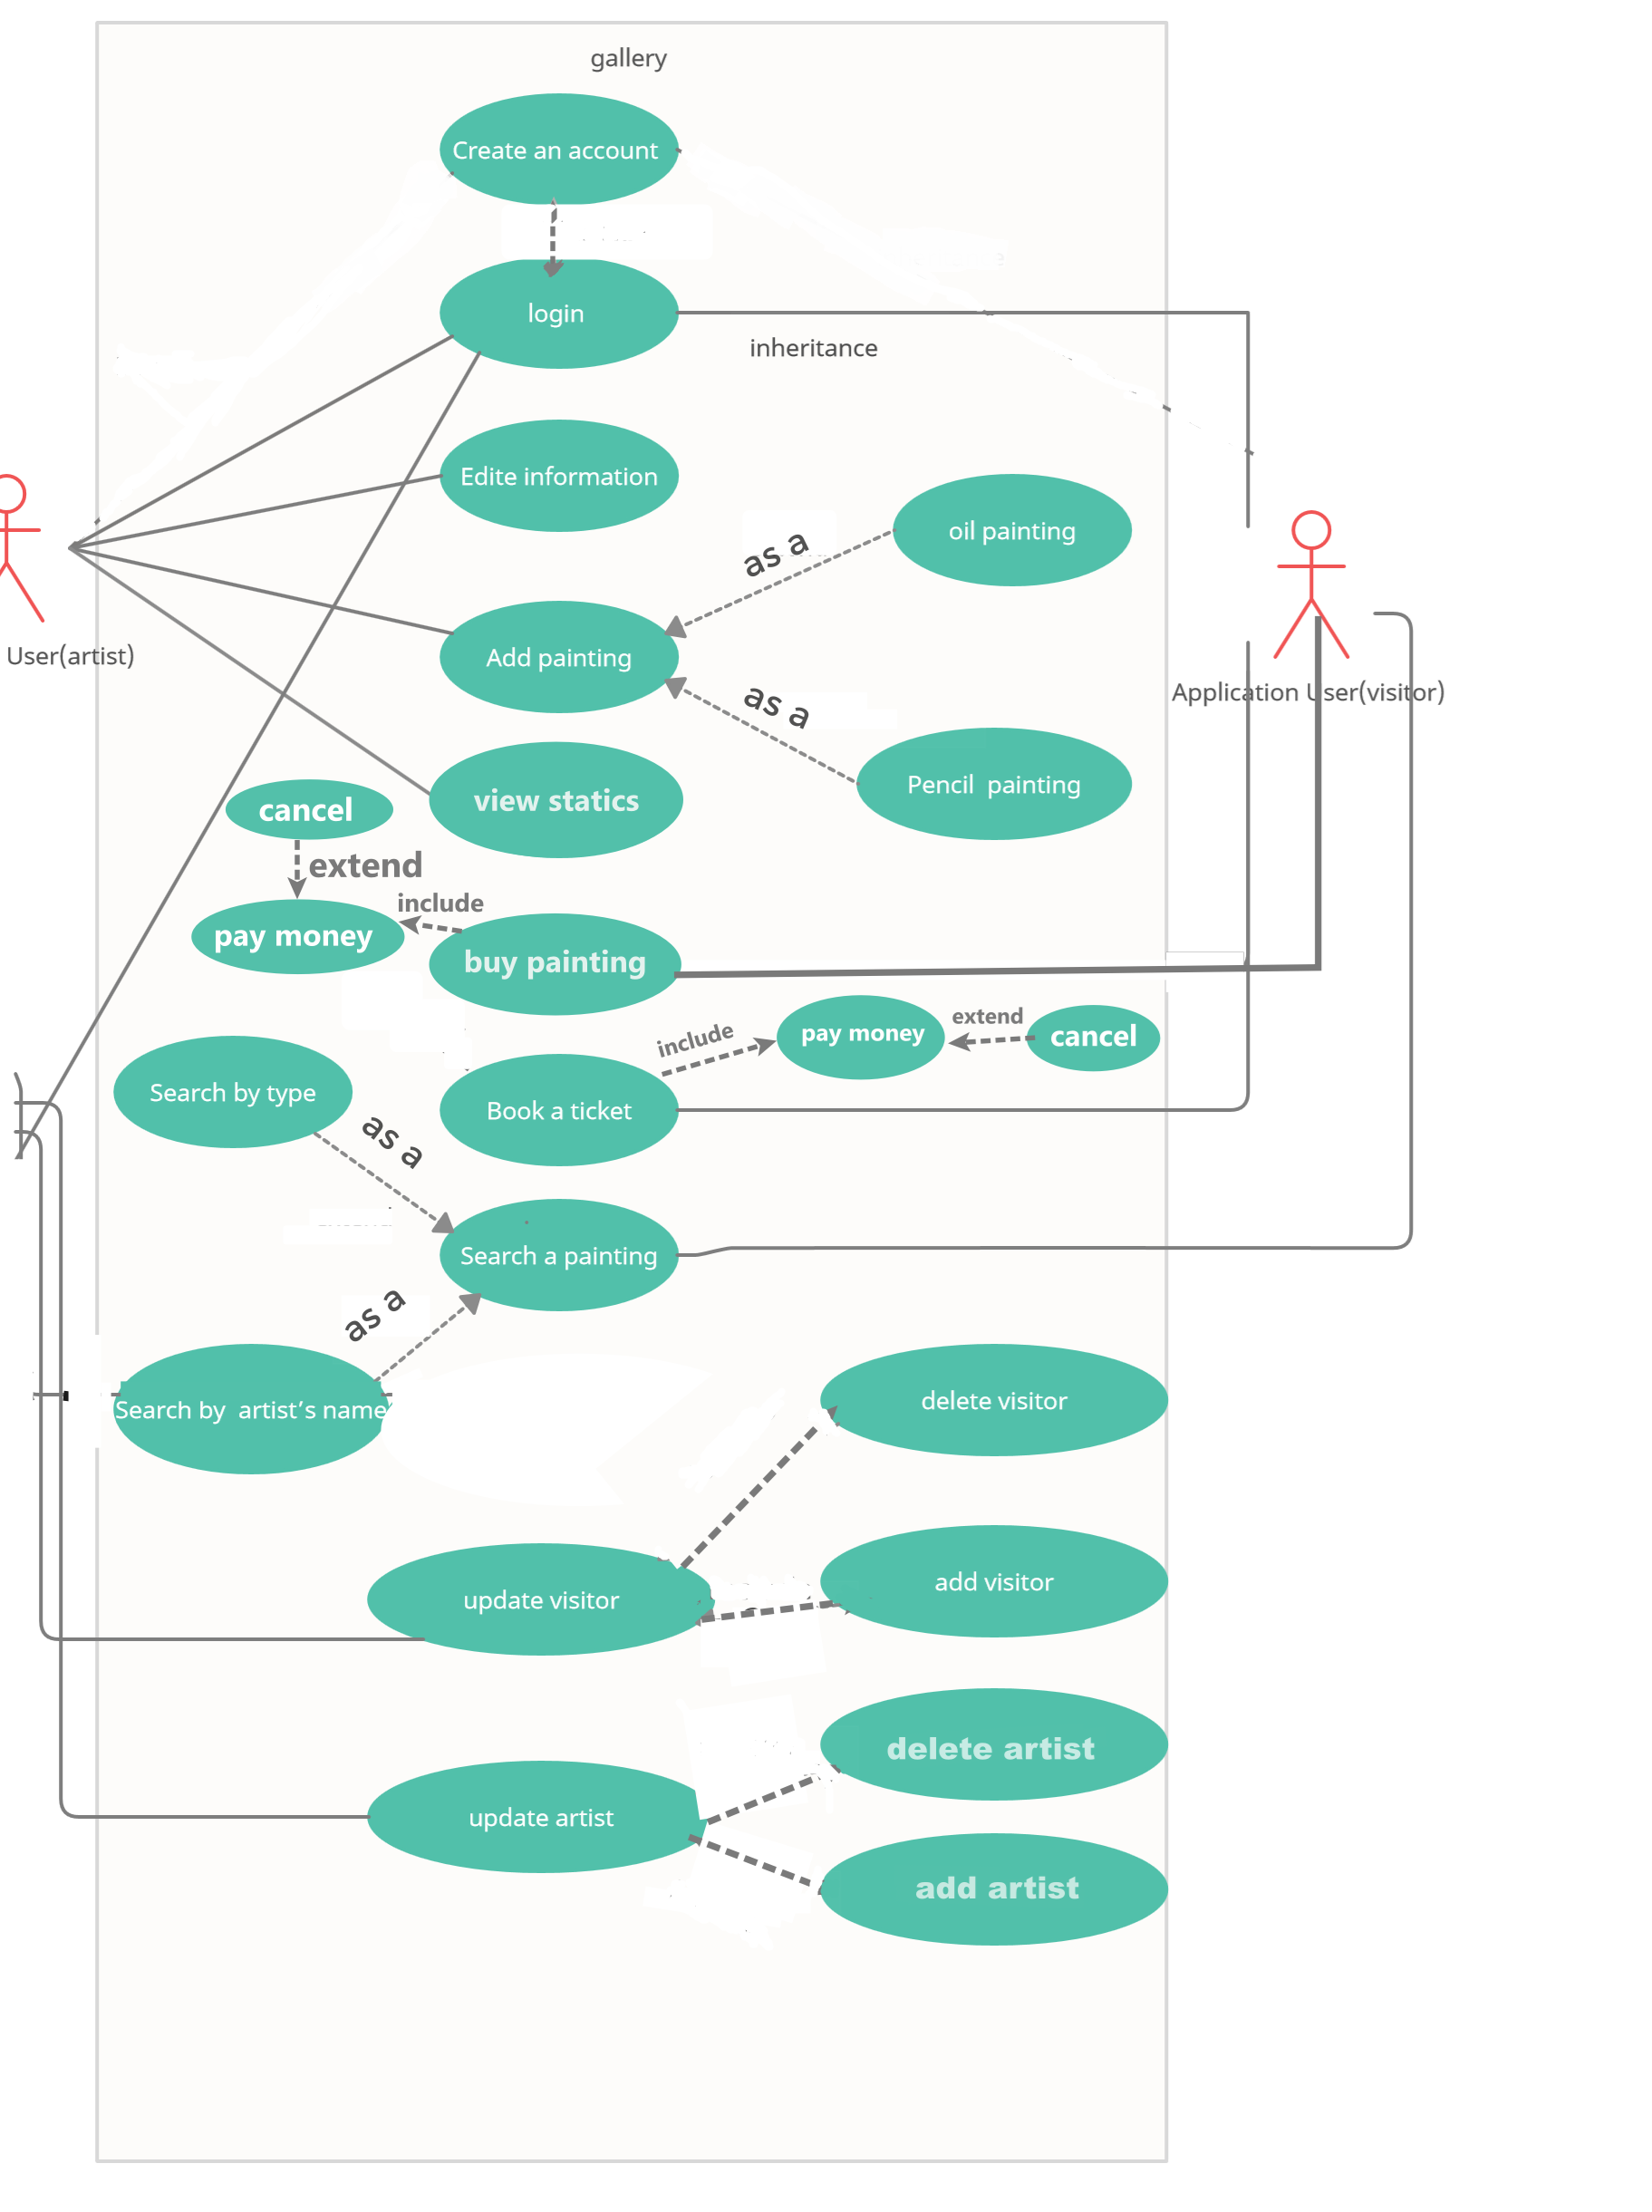 gallery
Create an account
login
inheritance
Edite information
oil painting
as a
User(artist)
Add painting
Application User(visitor)
as a
Pencil painting
view statics
cancel
extend
include
pay money
buy painting
pay money
extend
cancel
include
Search by type
Book a ticket
as a
Search a painting
as a
Search by artist's name
delete visitor
add visitor
update visitor
delete artist
update artist
add artist